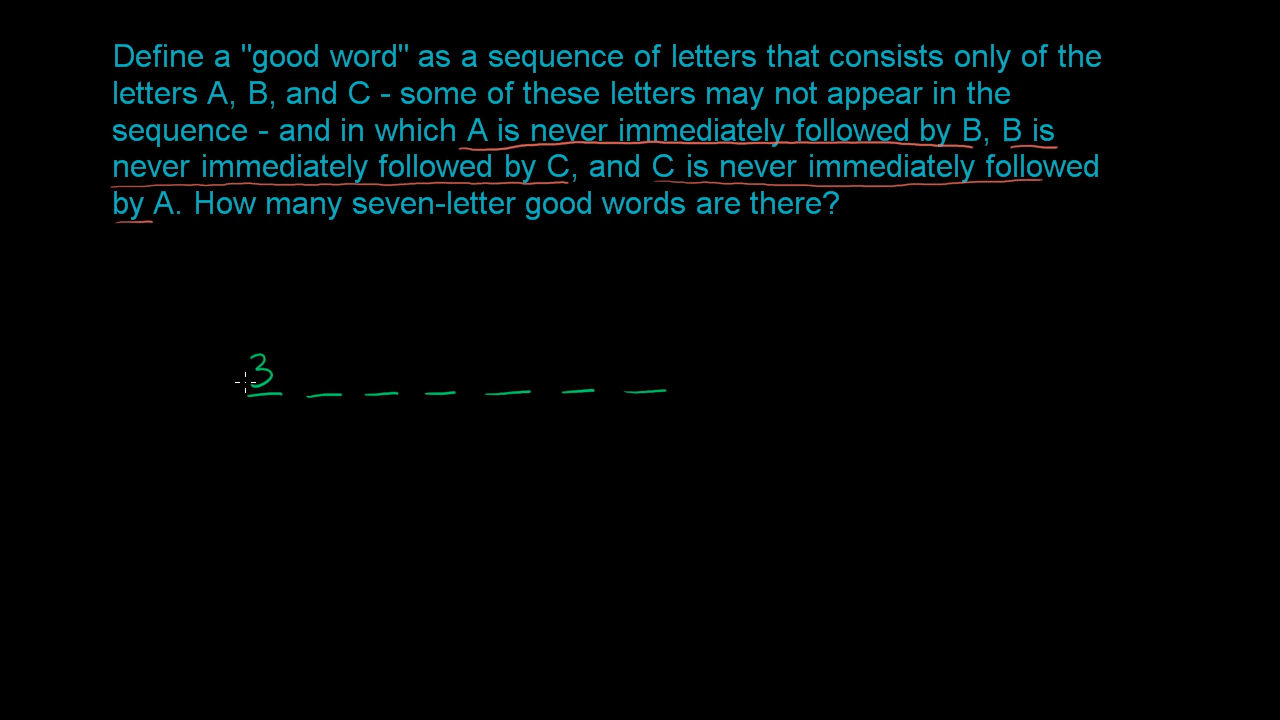 Define a "good word" as a sequence of letters that consists only of the
letters A, B, and C - some of these letters may not appear in the
sequence - and in which A is never immediately followed by B, B is
never immediately followed by C, and C is never immediately followed
by A. How many seven-letter good words are there?
3